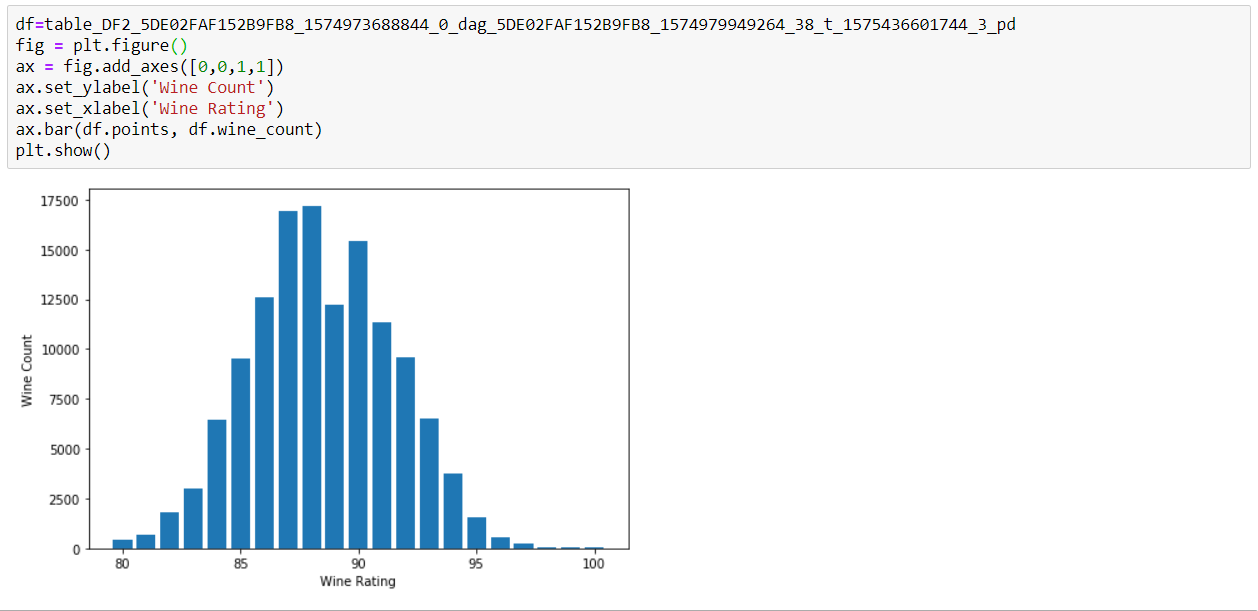 df=table_DF2_5DE02FAF152B9FB8_1574973688844_0_dag_5DE02FAF152B9FB8_1574979949264_38_t_1575436601744_3_pd
fig = plt.figure()
ax = fig.add_axes([0,0,1,1])
ax.set_ylabel('Wine Count')
ax.set_xlabel('Wine Rating')
ax.bar(df.points, df.wine_count)
plt.show()
17500
15000
12500
10000
7500
5000
2500
0
Wine Count
80 85 90 95 100
Wine Rating